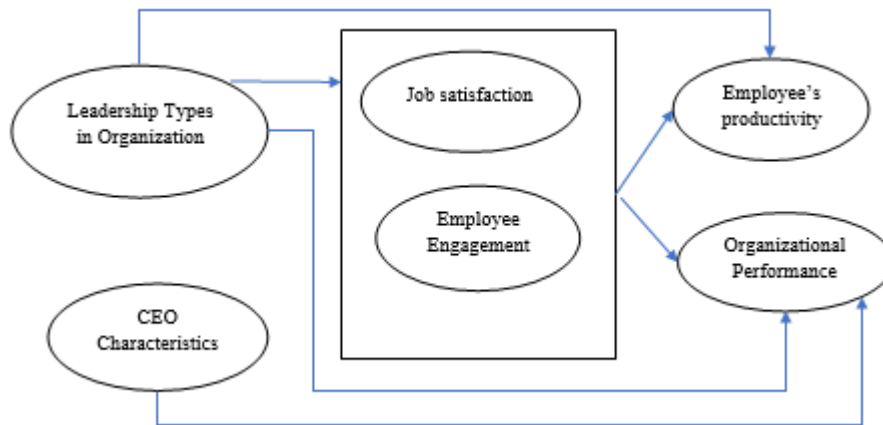 Leadership Types
in Organization
Job satisfaction
Employee
Engagement
Employee’s
productivity
Organizational
Performance
CEO
Characteristics